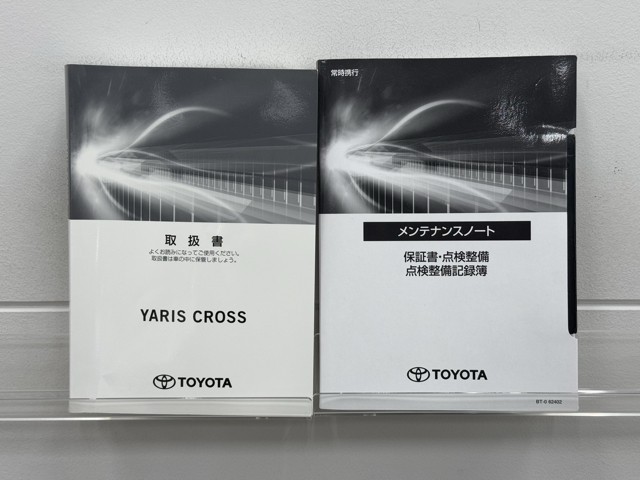 取扱書
よくお読みになってご使用ください。
取扱書は車の中に保管しましょう。
YARIS CROSS
TOYOTA
常時携行
メンテナンスノート
保証書・点検整備
点検整備記録簿
TOYOTA
BT-D 62402